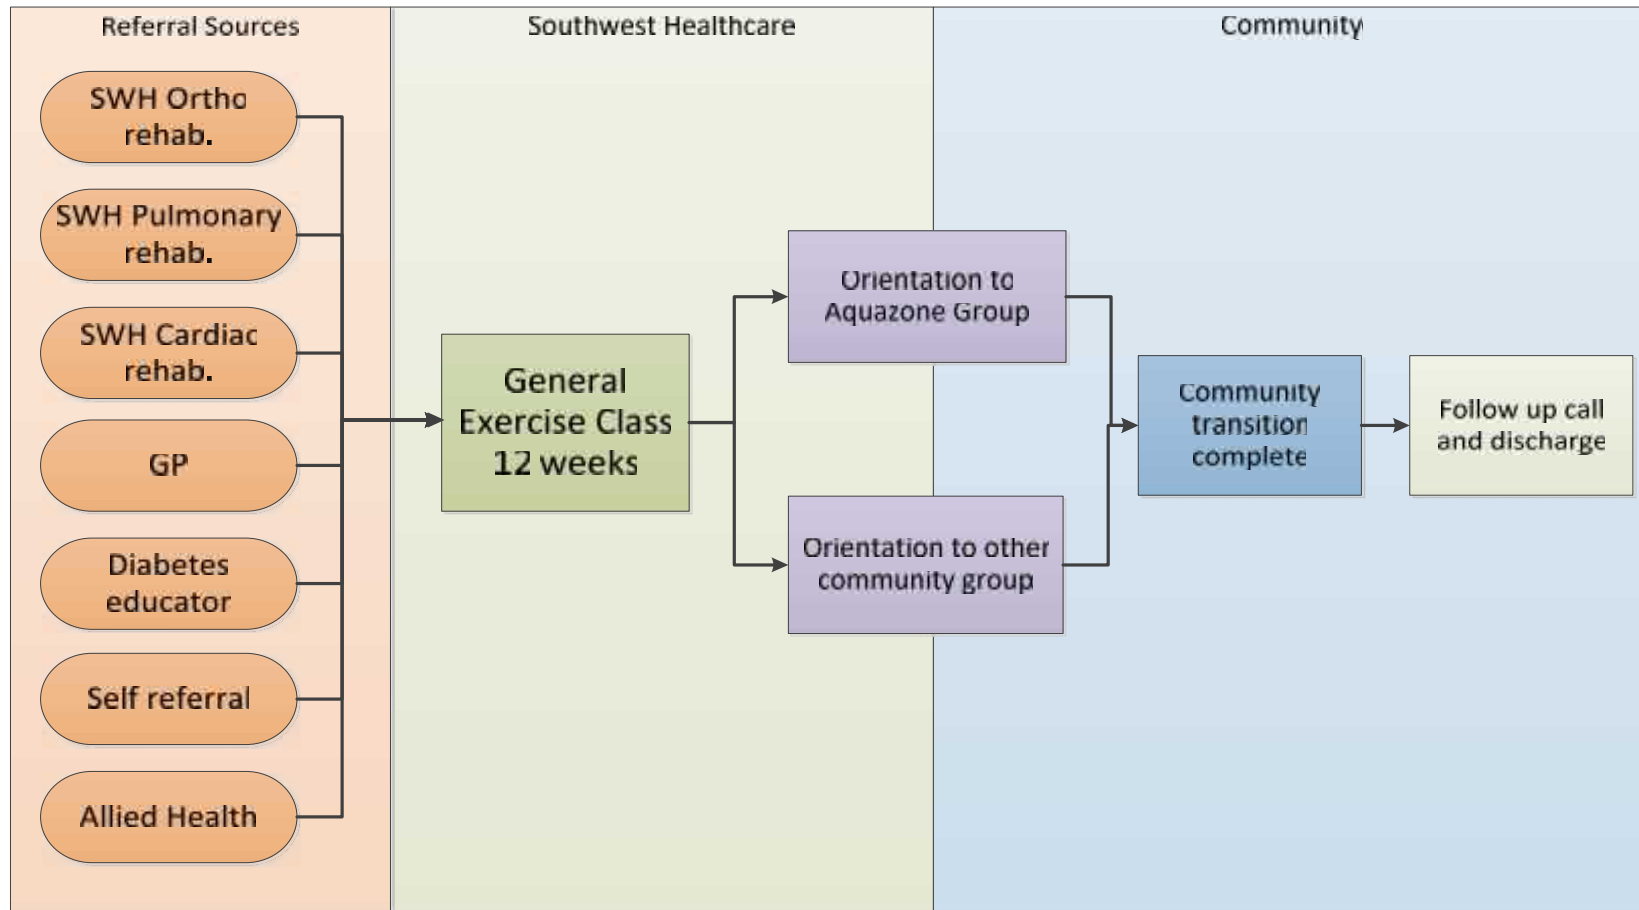 Referral Sources
Southwest Healthcare
Community
SWH Ortho
rehab.
SWH Pulmonary
rehab.
SWH Cardiac
rehab.
GP
Diabetes
educator
Self referral
Allied Health
General
Exercise Class
12 weeks
Orientation to
Aquazone Group
Orientation to other
community group
Community
transition
complete
Follow up call
and discharge